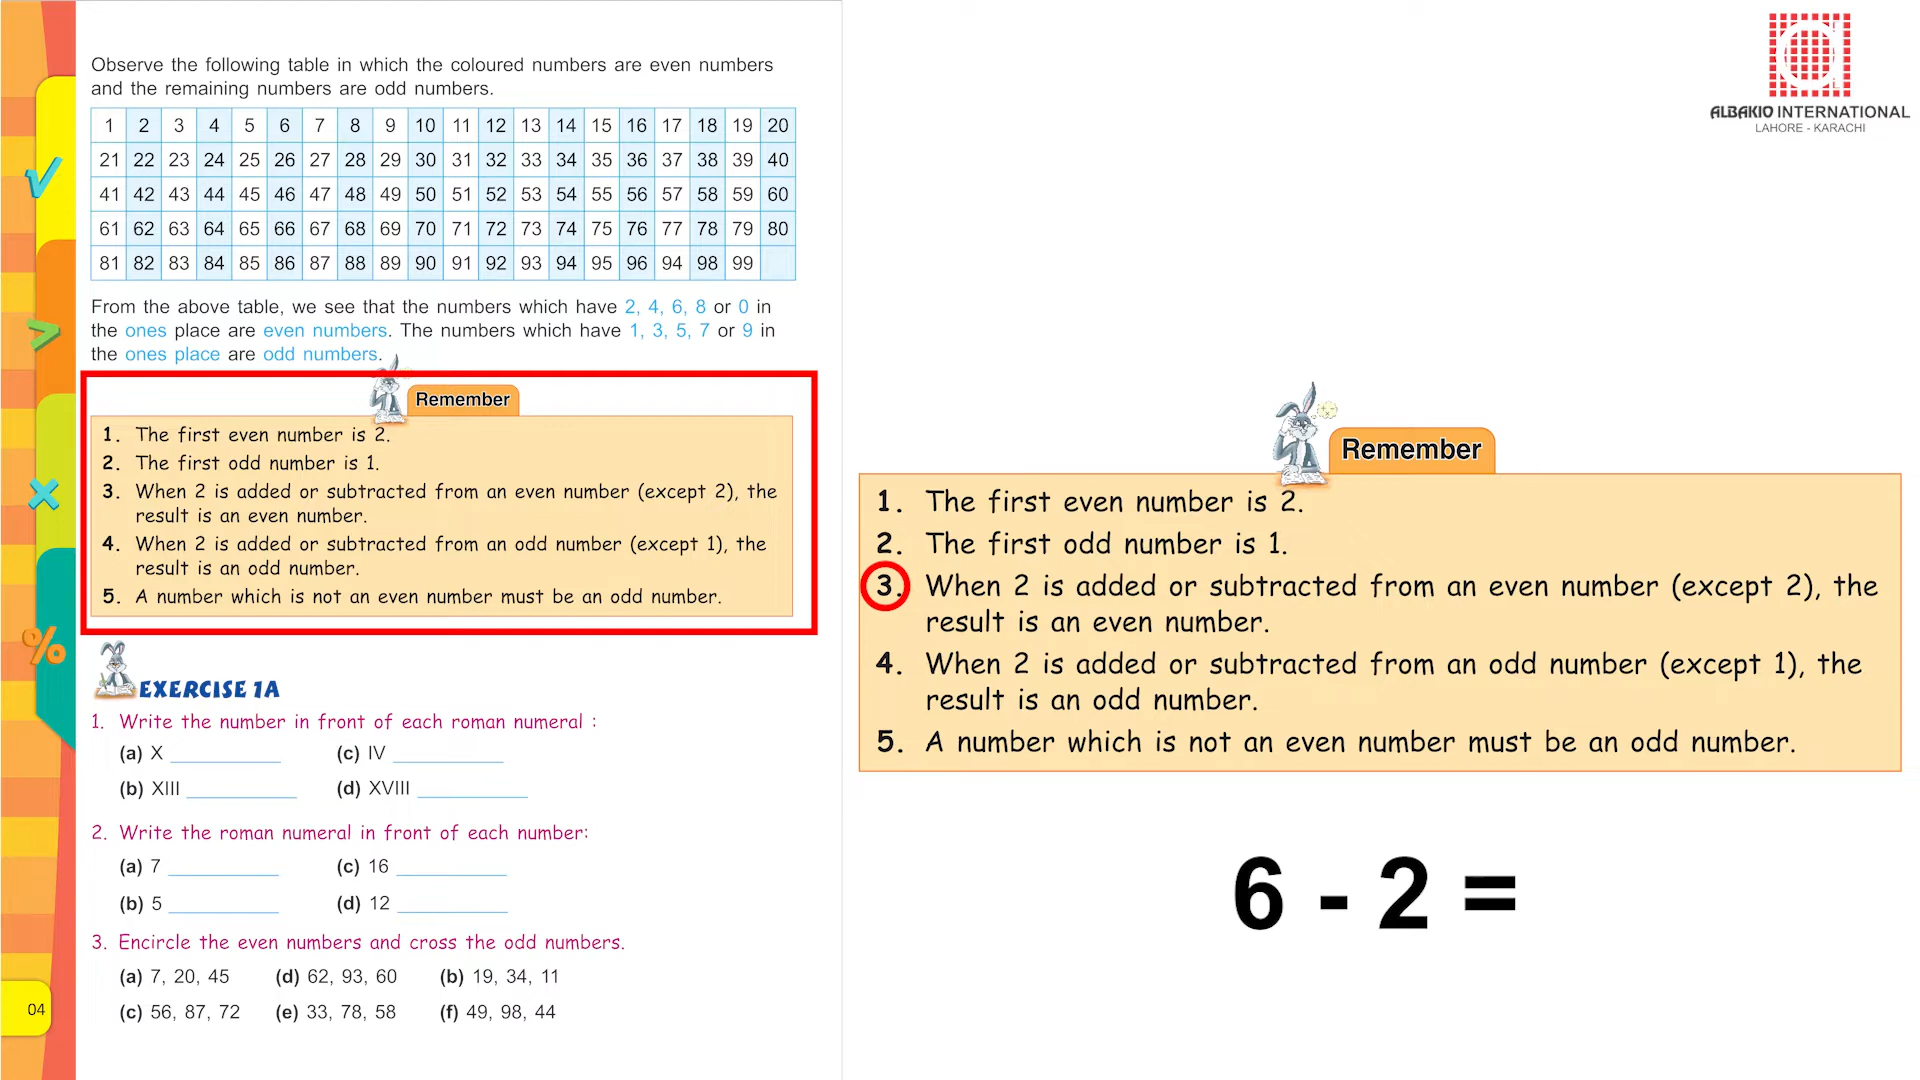 Observe the following table in which the coloured numbers are even numbers
and the remaining numbers are odd numbers.
1 2 3 4 5 6 7 8 9 10 11 12 13 14 15 16 17 18 19 20
21 22 23 24 25 26 27 28 29 30 31 32 33 34 35 36 37 38 39 40
41 42 43 44 45 46 47 48 49 50 51 52 53 54 55 56 57 58 59 60
61 62 63 64 65 66 67 68 69 70 71 72 73 74 75 76 77 78 79 80
81 82 83 84 85 86 87 88 89 90 91 92 93 94 95 96 94 98 99
From the above table, we see that the numbers which have 2, 4, 6, 8 or 0 in
the ones place are even numbers. The numbers which have 1, 3, 5, 7 or 9 in
the ones place are odd numbers.
Remember
1. The first even number is 2.
2. The first odd number is 1.
3. When 2 is added or subtracted from an even number (except 2), the
result is an even number.
4. When 2 is added or subtracted from an odd number (except 1), the
result is an odd number.
5. A number which is not an even number must be an odd number.
EXERCISE 1A
1. Write the number in front of each roman numeral :
(a) X (c) IV
(b) XIII (d) XVIII
2. Write the roman numeral in front of each number:
(a) 7 (c) 16
(b) 5 (d) 12
3. Encircle the even numbers and cross the odd numbers.
(a) 7, 20, 45 (d) 62, 93, 60 (b) 19, 34, 11
(c) 56, 87, 72 (e) 33, 78, 58 (f) 49, 98, 44
√
>
×
%
04
ALBAKIO INTERNATIONAL
LAHORE - KARACHI
Remember
1. The first even number is 2.
2. The first odd number is 1.
3. When 2 is added or subtracted from an even number (except 2), the
result is an even number.
4. When 2 is added or subtracted from an odd number (except 1), the
result is an odd number.
5. A number which is not an even number must be an odd number.
6 - 2 =